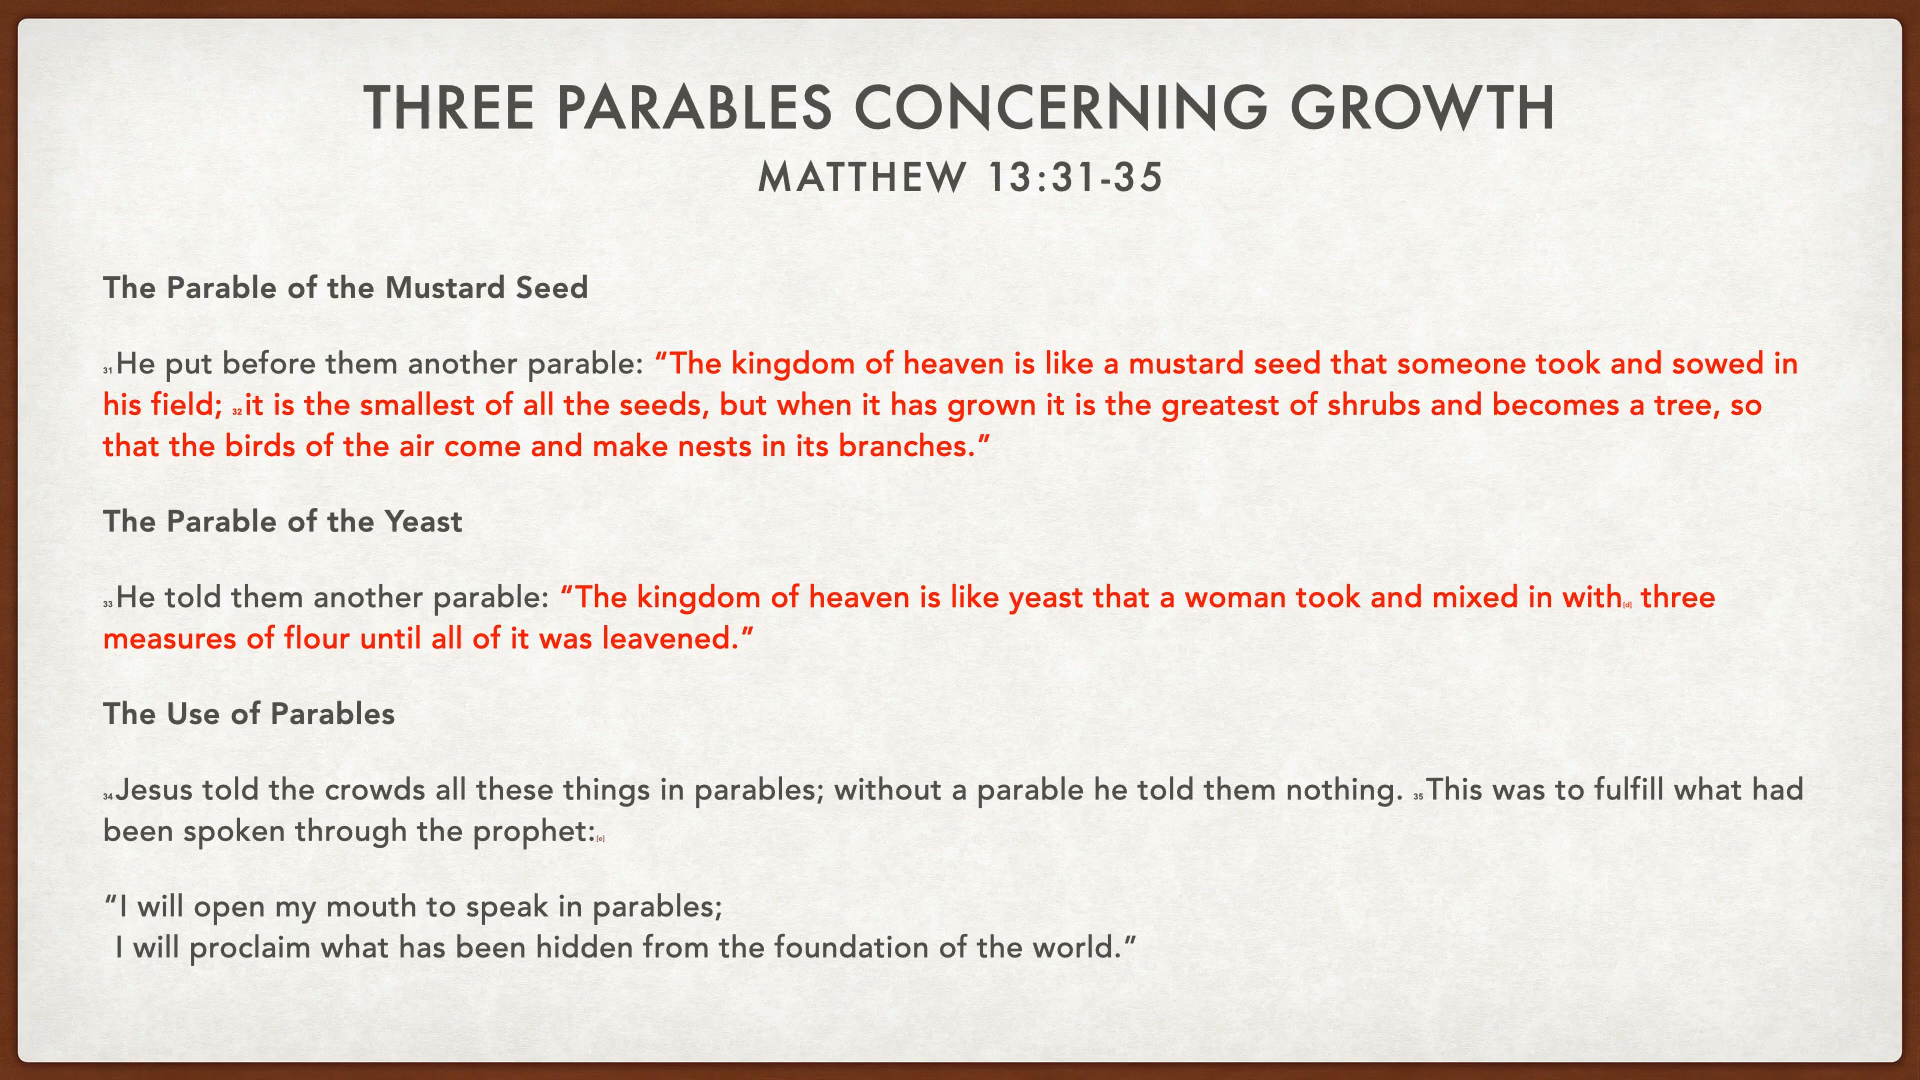 THREE PARABLES CONCERNING GROWTH
MATTHEW 13:31-35
The Parable of the Mustard Seed
31He put before them another parable: “The kingdom of heaven is like a mustard seed that someone took and sowed in
his field; 32it is the smallest of all the seeds, but when it has grown it is the greatest of shrubs and becomes a tree, so
that the birds of the air come and make nests in its branches.”
The Parable of the Yeast
33He told them another parable: “The kingdom of heaven is like yeast that a woman took and mixed in with[d] three
measures of flour until all of it was leavened.”
The Use of Parables
34Jesus told the crowds all these things in parables; without a parable he told them nothing. 35This was to fulfill what had
been spoken through the prophet:[e]
“I will open my mouth to speak in parables;
I will proclaim what has been hidden from the foundation of the world.”